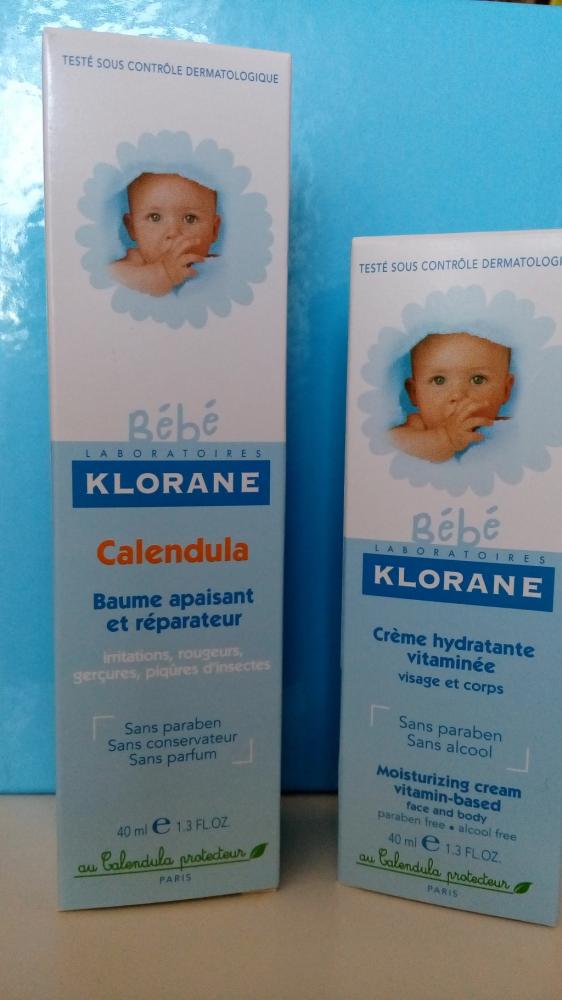 TESTÉ SOUS CONTRÔLE DERMATOLOGIQUE
Bébé
LABORATOIRES
KLORANE
Calendula
Baume apaisant
et réparateur
irritations, rougeurs,
gerçures, piqûres d'insectes
Sans paraben
Sans conservateur
Sans parfum
40 ml e 1.3 FL.OZ.
au Calendula protecteur
PARIS
TESTÉ SOUS CONTRÔLE DERMATOLOGI
Bébé
LABORATOIRES
KLORANE
Crème hydratante
vitaminée
visage et corps
Sans paraben
Sans alcool
Moisturizing cream
vitamin-based
face and body
paraben free • alcohol free
40 ml e 1.3 FL.OZ.
au Calendula protecteur
PARIS